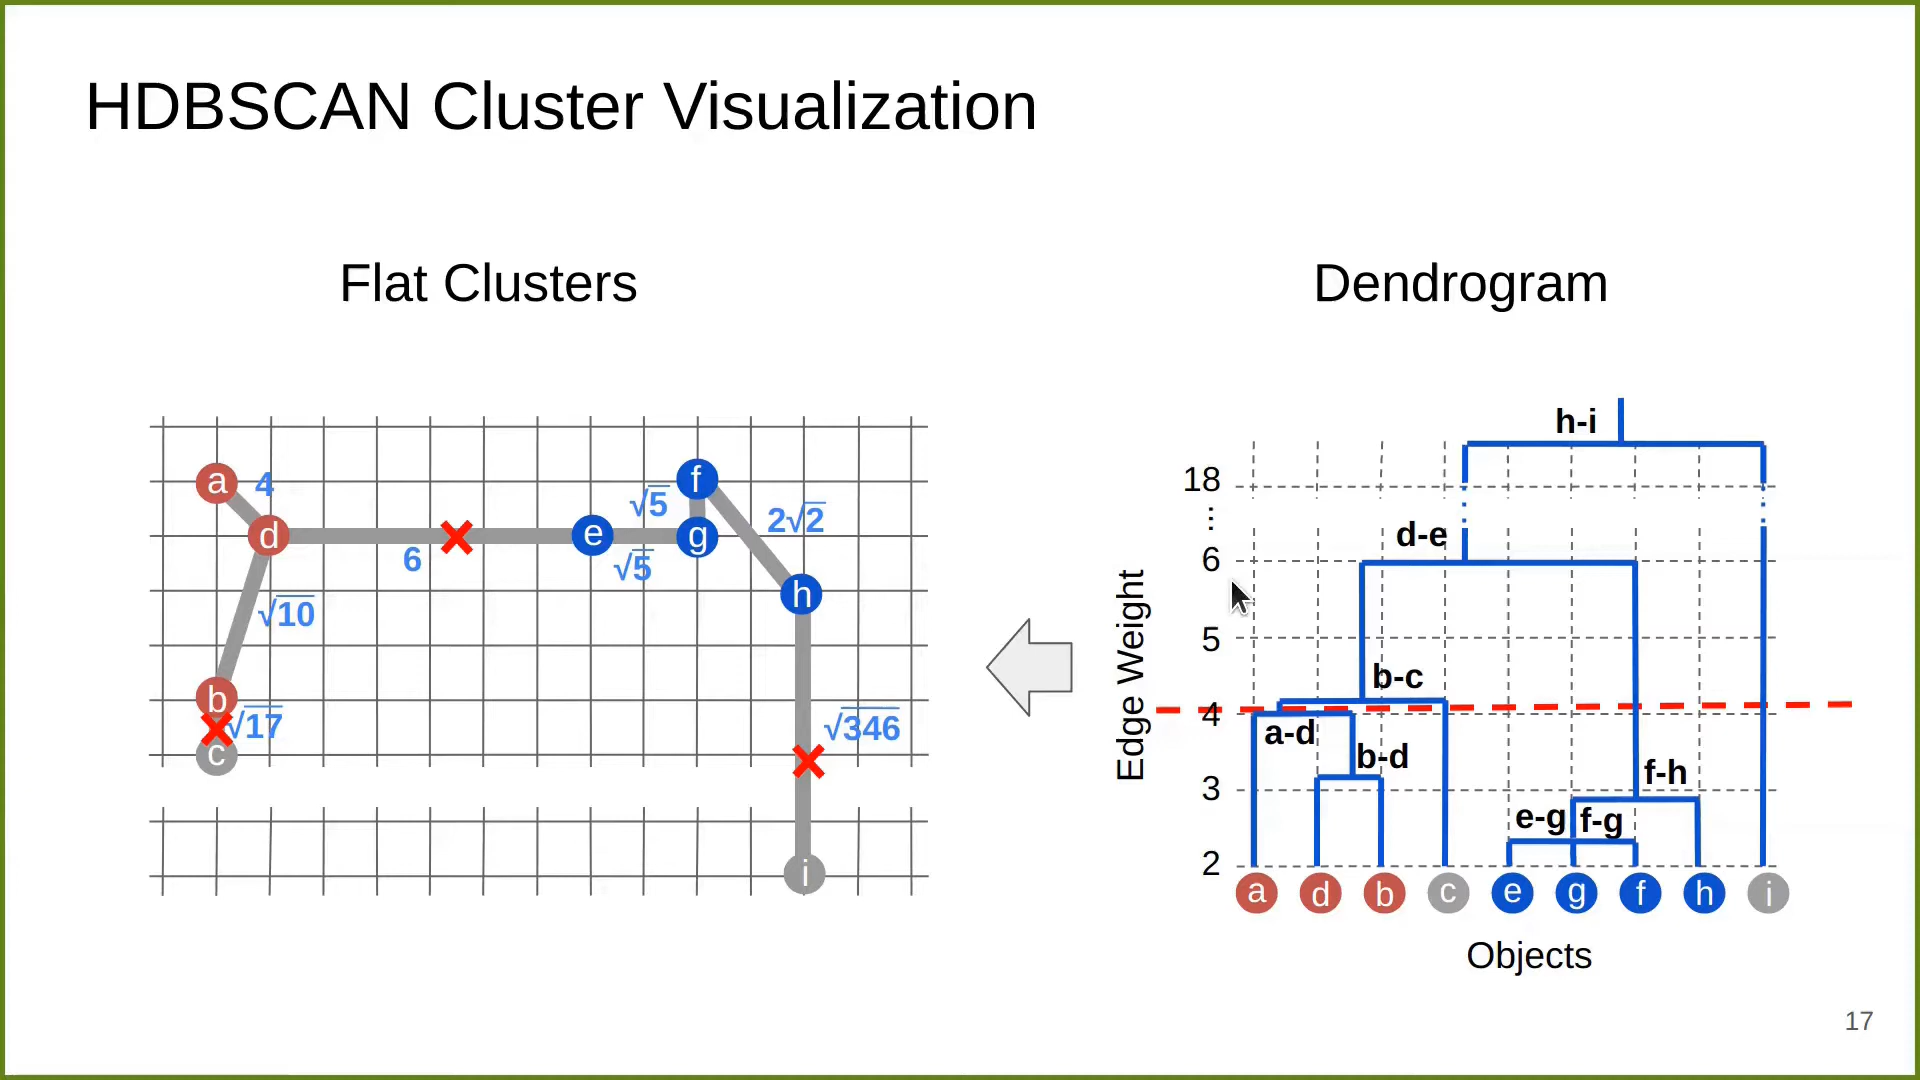 HDBSCAN Cluster Visualization
Flat Clusters
Dendrogram
a
4
d
6
e
√5
√5
f
g
2√2
h
√10
b
√17
c
√346
i
Edge Weight
18
⋮
6
5
4
3
2
h-i
d-e
b-c
a-d
b-d
f-h
e-g
f-g
a d b c e g f h i
Objects
17